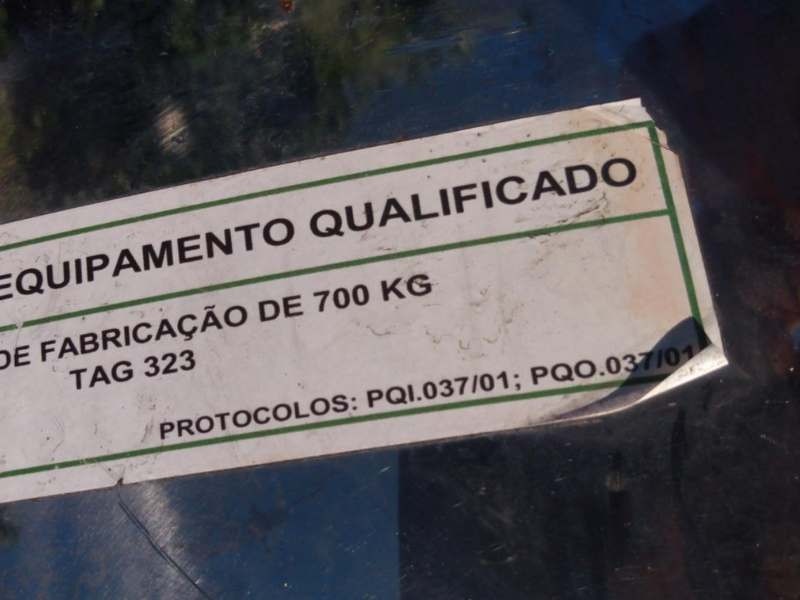 EQUIPAMENTO QUALIFICADO
DE FABRICAÇÃO DE 700 KG
TAG 323
PROTOCOLOS: PQI.037/01; PQO.037/01